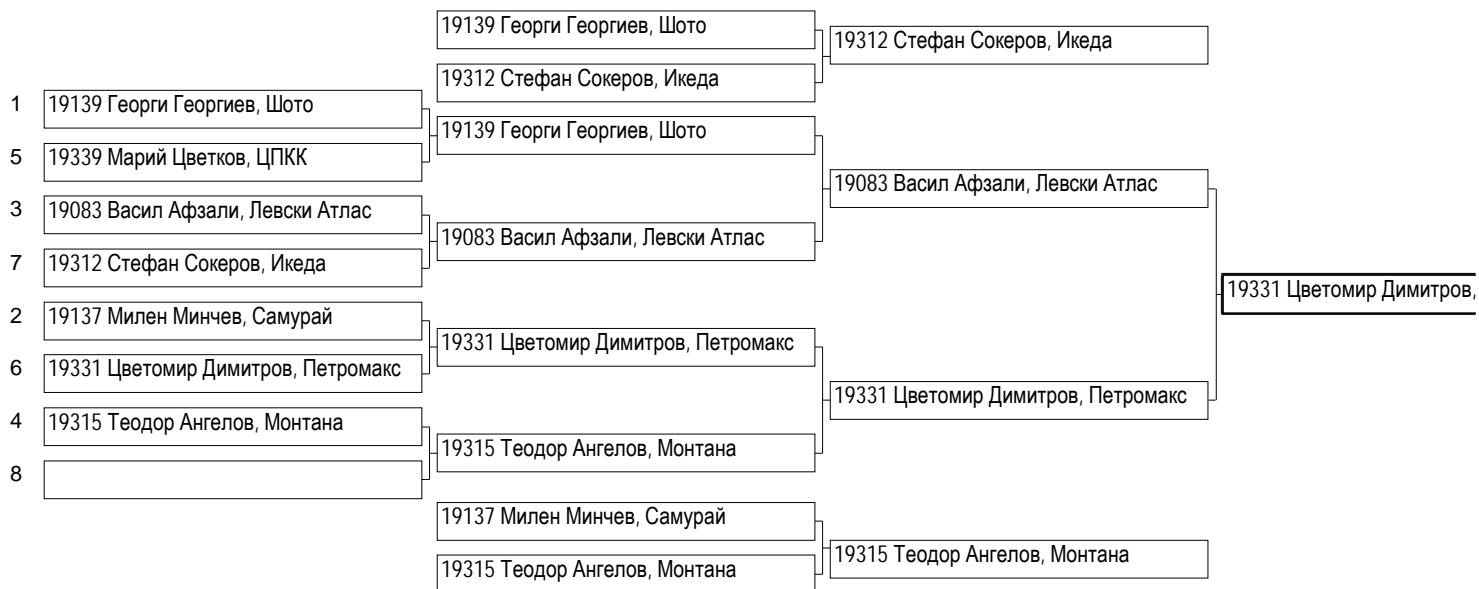 19139 Георги Георгиев, Шото
19312 Стефан Сокеров, Икеда
19312 Стефан Сокеров, Икеда
1 19139 Георги Георгиев, Шото
19139 Георги Георгиев, Шото
5 19339 Марий Цветков, ЦПКК
19083 Васил Афзали, Левски Атлас
3 19083 Васил Афзали, Левски Атлас
19083 Васил Афзали, Левски Атлас
7 19312 Стефан Сокеров, Икеда
19331 Цветомир Димитров,
2 19137 Милен Минчев, Самурай
19331 Цветомир Димитров, Петромакс
6 19331 Цветомир Димитров, Петромакс
19331 Цветомир Димитров, Петромакс
4 19315 Теодор Ангелов, Монтана
19315 Теодор Ангелов, Монтана
8
19137 Милен Минчев, Самурай
19315 Теодор Ангелов, Монтана
19315 Теодор Ангелов, Монтана